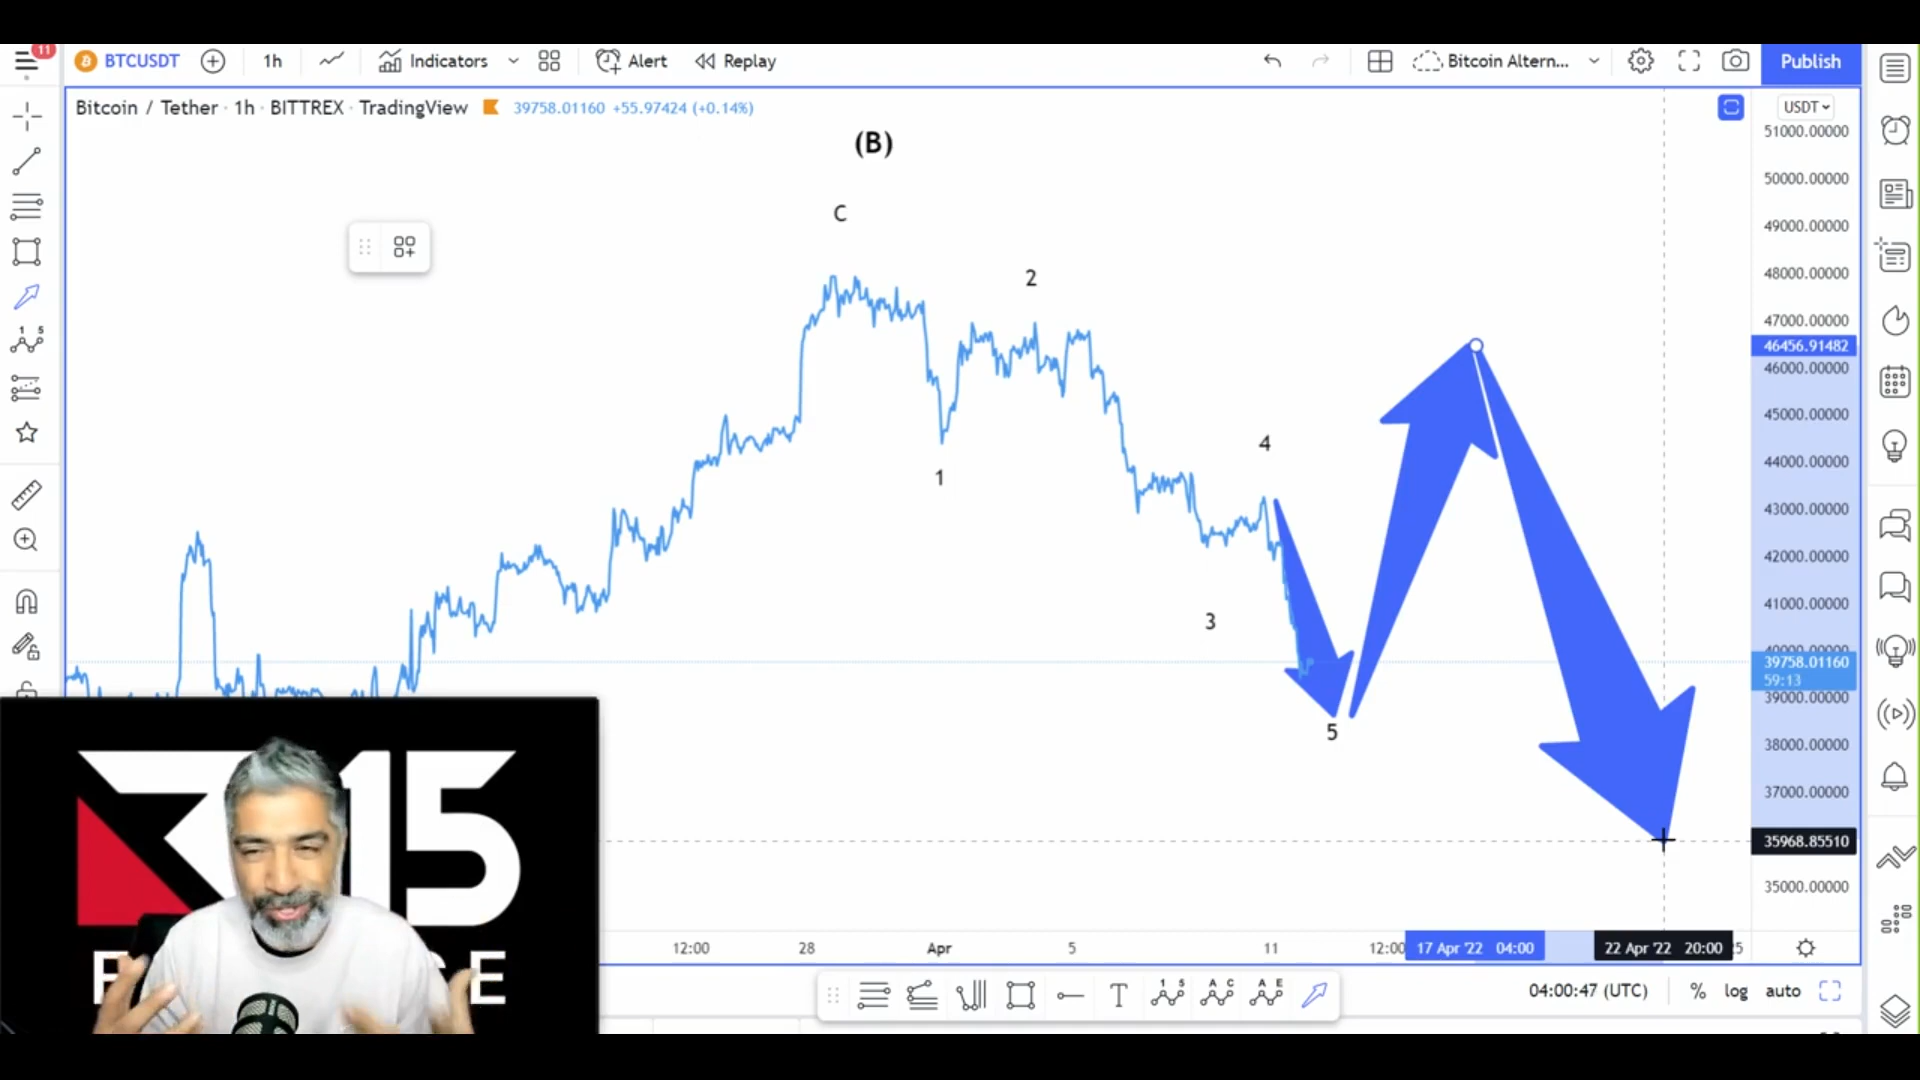 11
BTCUSDT
1h
Indicators
Alert
Replay
Bitcoin Altern...
Publish
Bitcoin / Tether · 1h · BITTREX · TradingView
39758.01160 +55.97424 (+0.14%)
USDT
(B)
C
2
1
4
3
5
51000.00000
50000.00000
49000.00000
48000.00000
47000.00000
46456.91482
46000.00000
45000.00000
44000.00000
43000.00000
42000.00000
41000.00000
39758.01160
59:13
39000.00000
38000.00000
37000.00000
35968.85510
35000.00000
12:00
28
Apr
5
11
12:00
17 Apr '22 04:00
22 Apr '22 20:00
04:00:47 (UTC)
%
log
auto
15